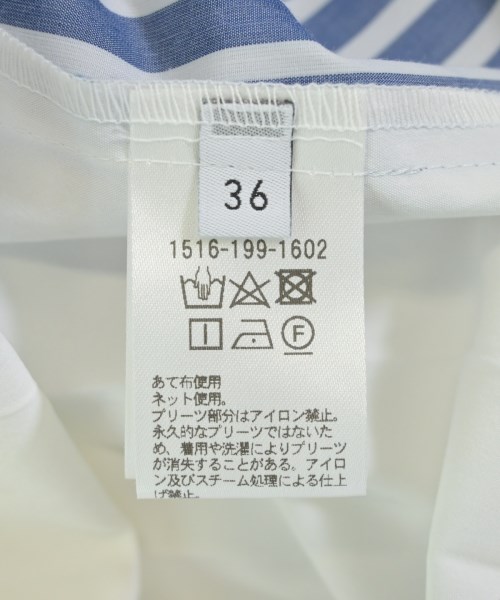 36
1516-199-1602
F
あて布使用
ネット使用。
プリーツ部分はアイロン禁止。
永久的なプリーツではないた
め、着用や洗濯によりプリーツ
が消失することがある。アイロ
ン及びスチーム処理による仕上
げ禁止。